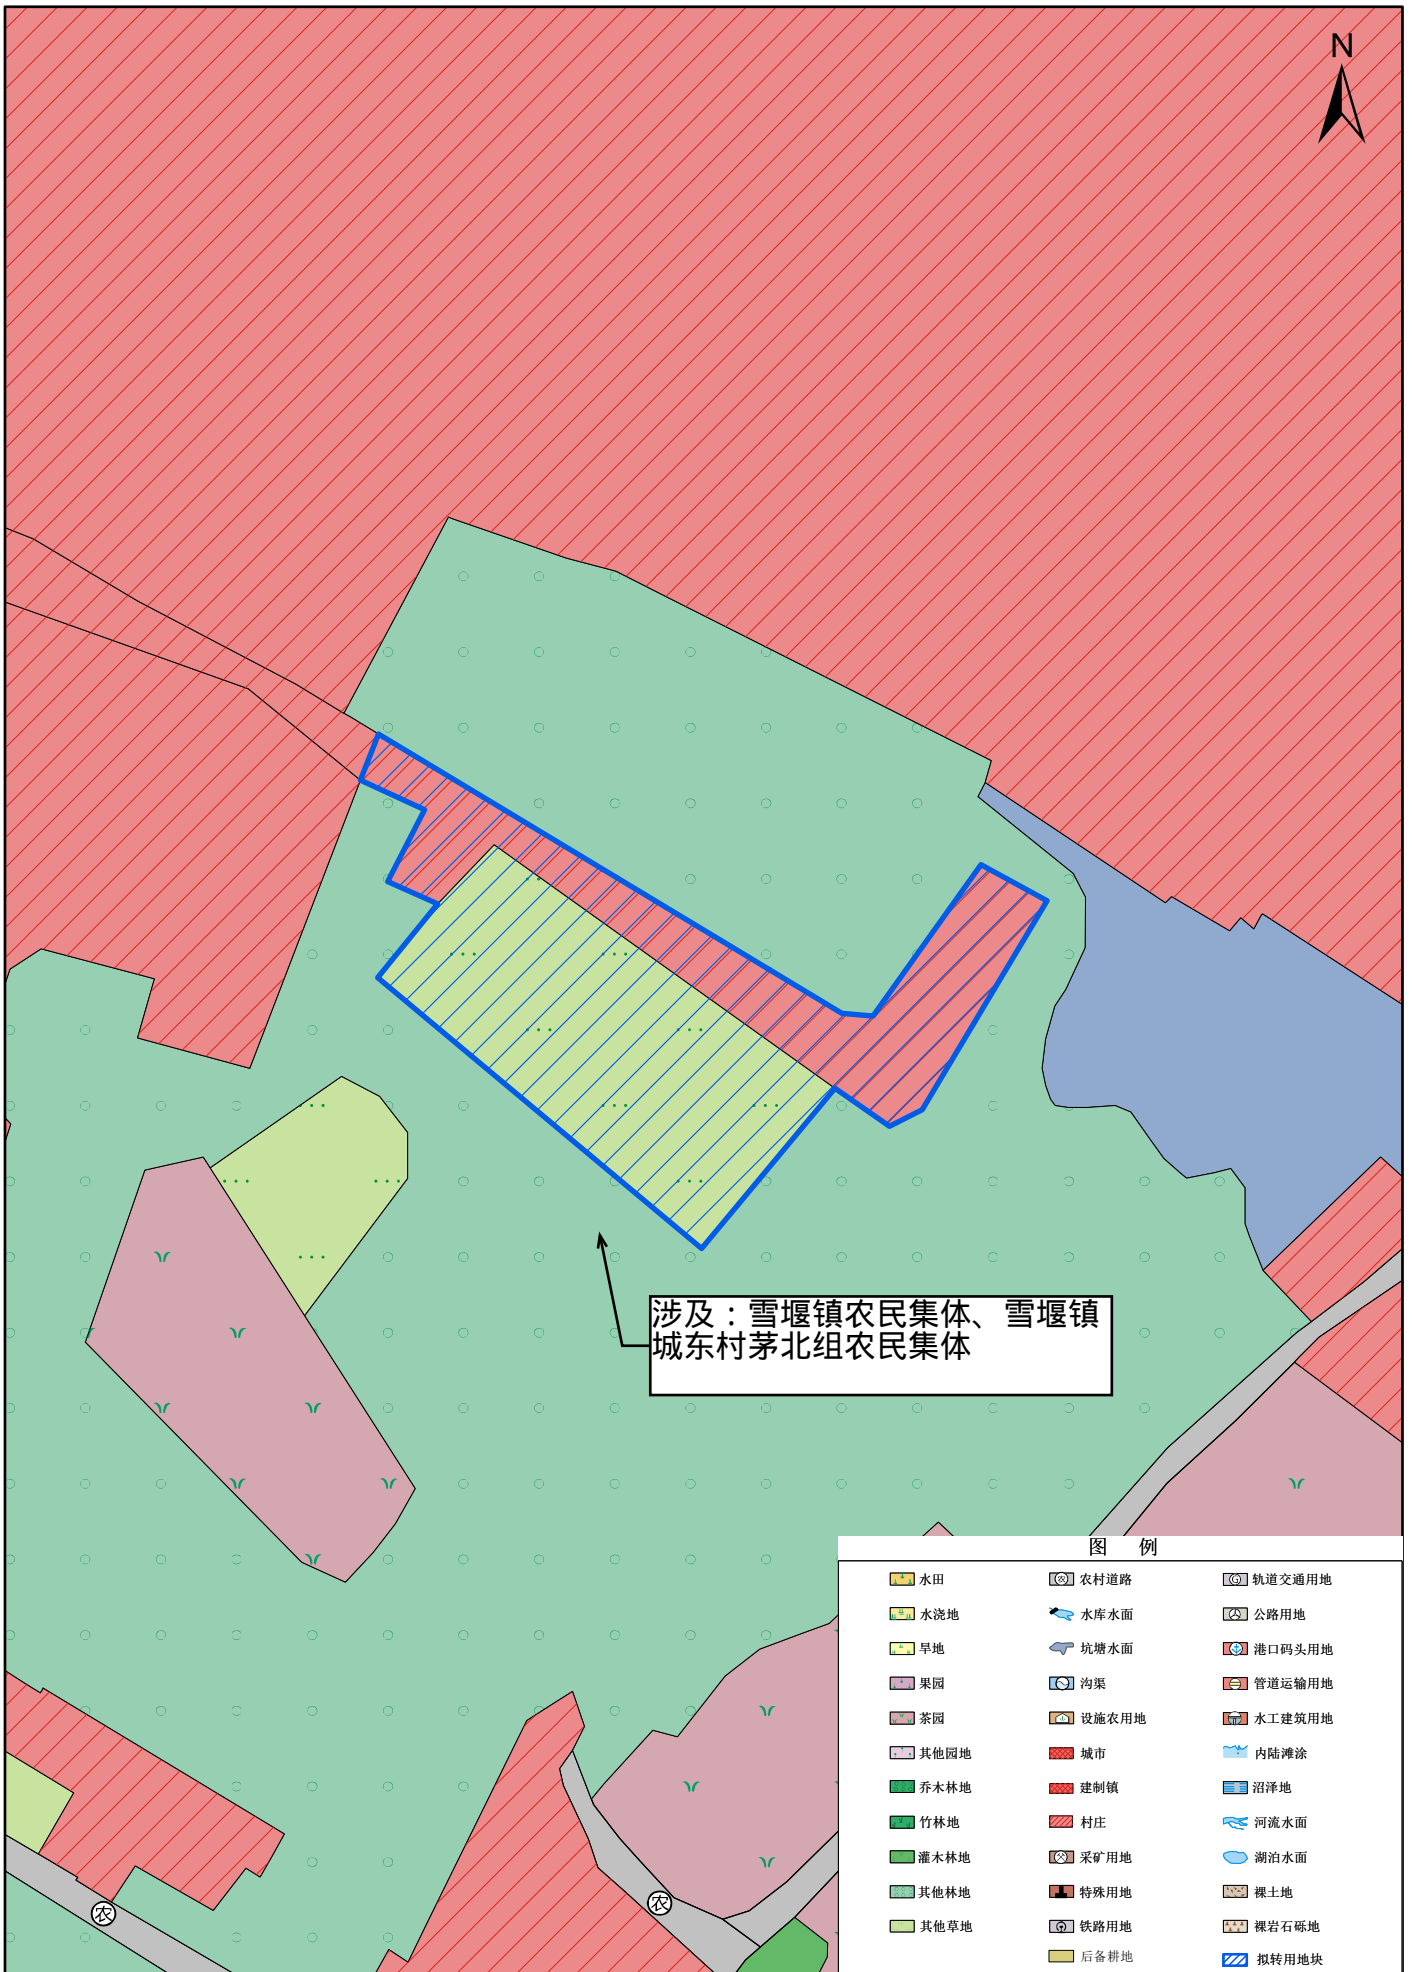 N
涉及：雪堰镇农民集体、雪堰镇
城东村茅北组农民集体
农
农
图 例
水田 农村道路 轨道交通用地
水浇地 水库水面 公路用地
旱地 坑塘水面 港口码头用地
果园 沟渠 管道运输用地
茶园 设施农用地 水工建筑用地
其他园地 城市 内陆滩涂
乔木林地 建制镇 沼泽地
竹林地 村庄 河流水面
灌木林地 采矿用地 湖泊水面
其他林地 特殊用地 裸土地
其他草地 铁路用地 裸岩石砾地
后备耕地 拟转用地块